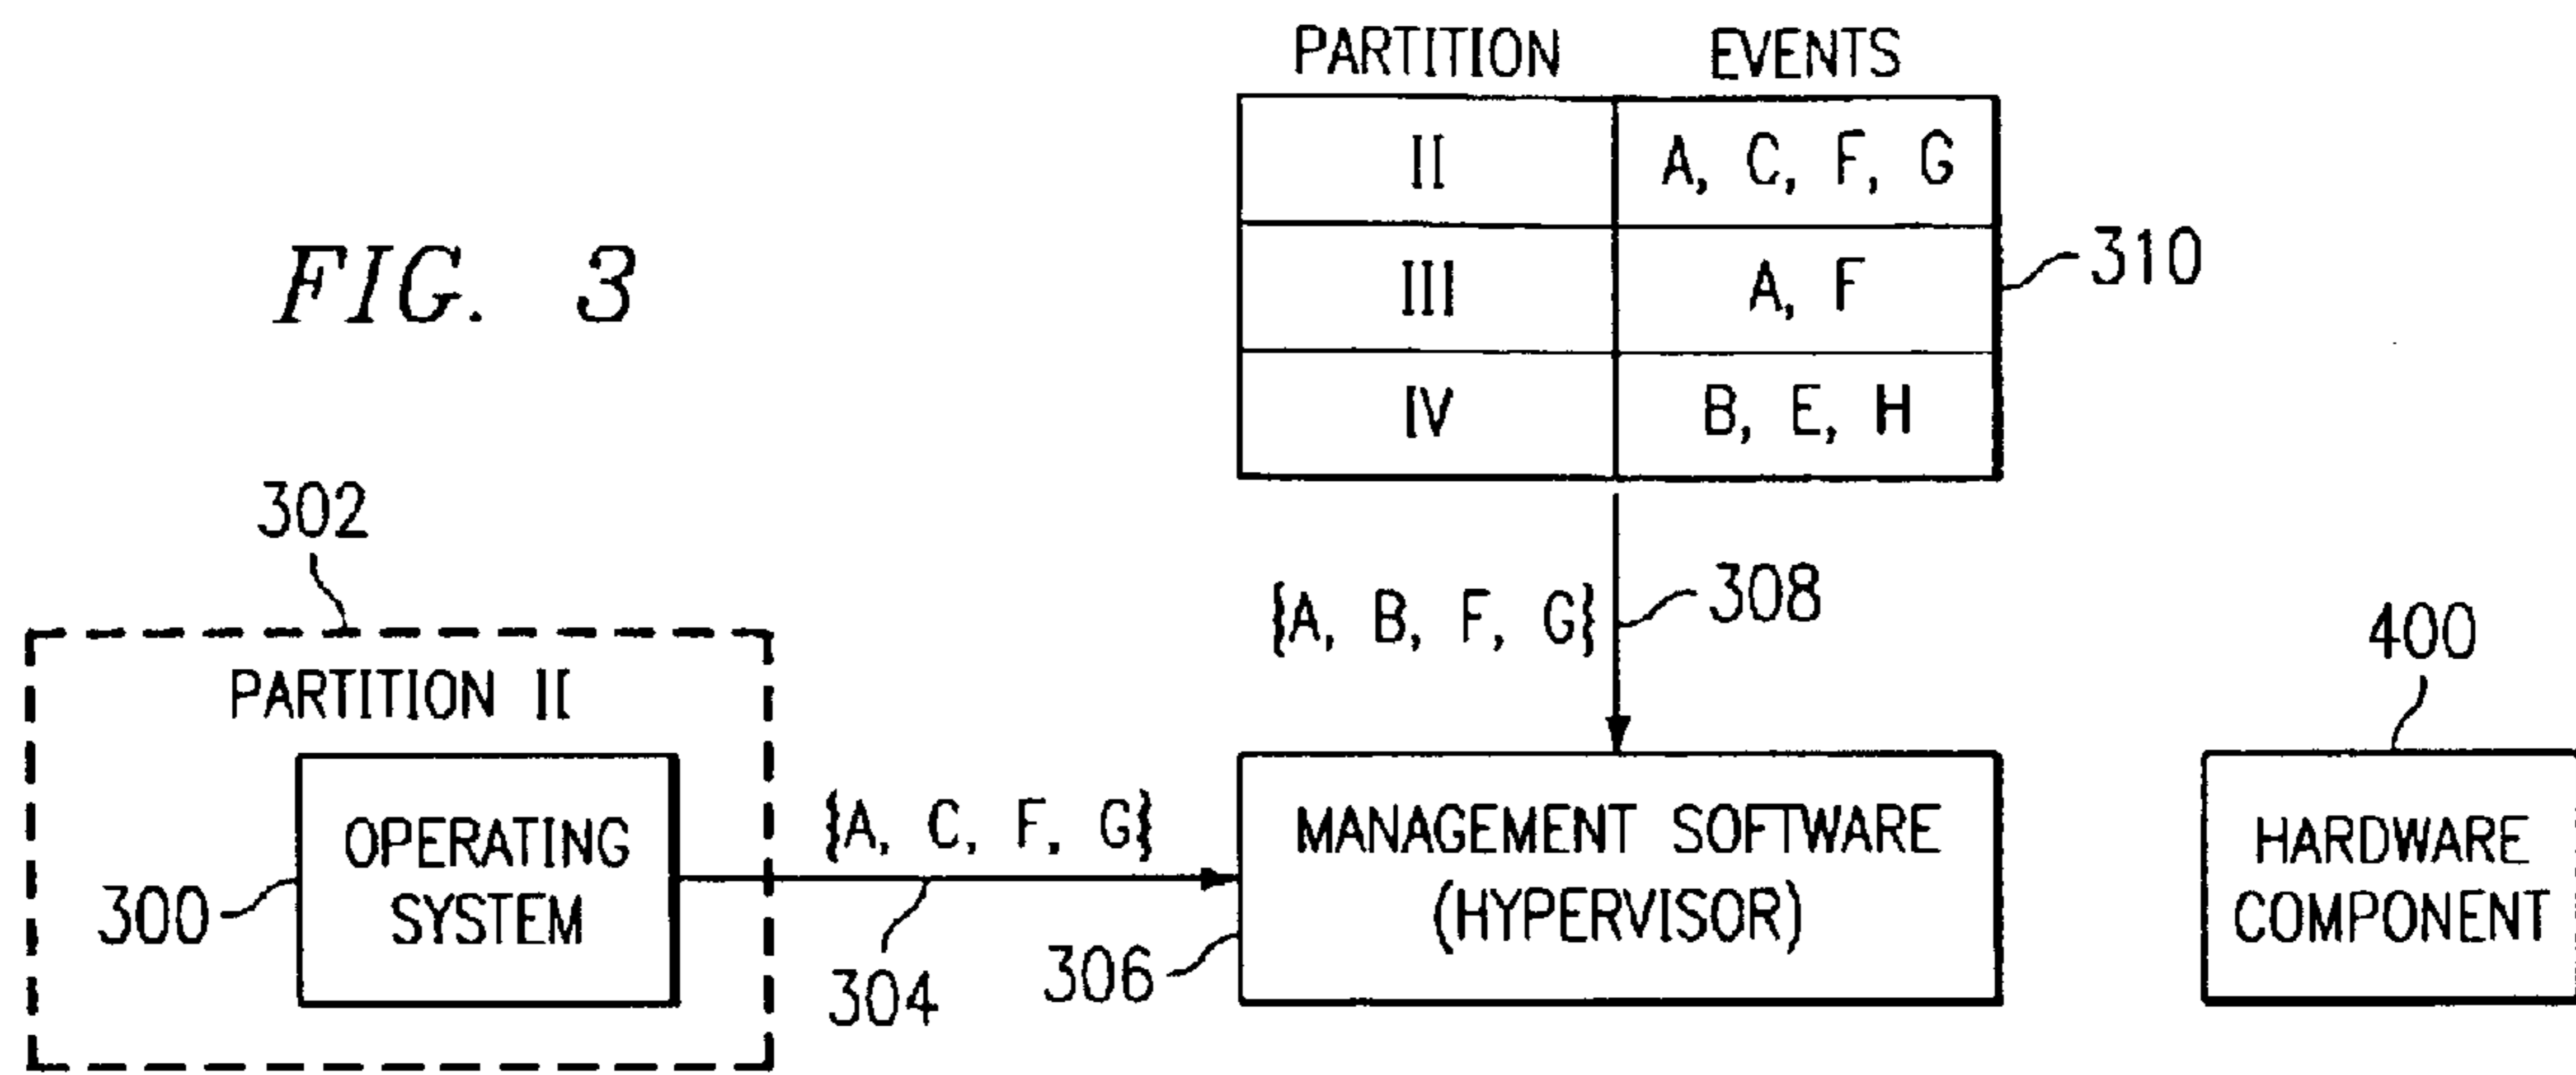 PARTITION EVENTS
II A, C, F, G
FIG. 3
III A, F
310
IV B, E, H
302
{A, B, F, G}
308
400
PARTITION II
OPERATING
SYSTEM
300
{A, C, F, G}
304
MANAGEMENT SOFTWARE
(HYPERVISOR)
306
HARDWARE
COMPONENT